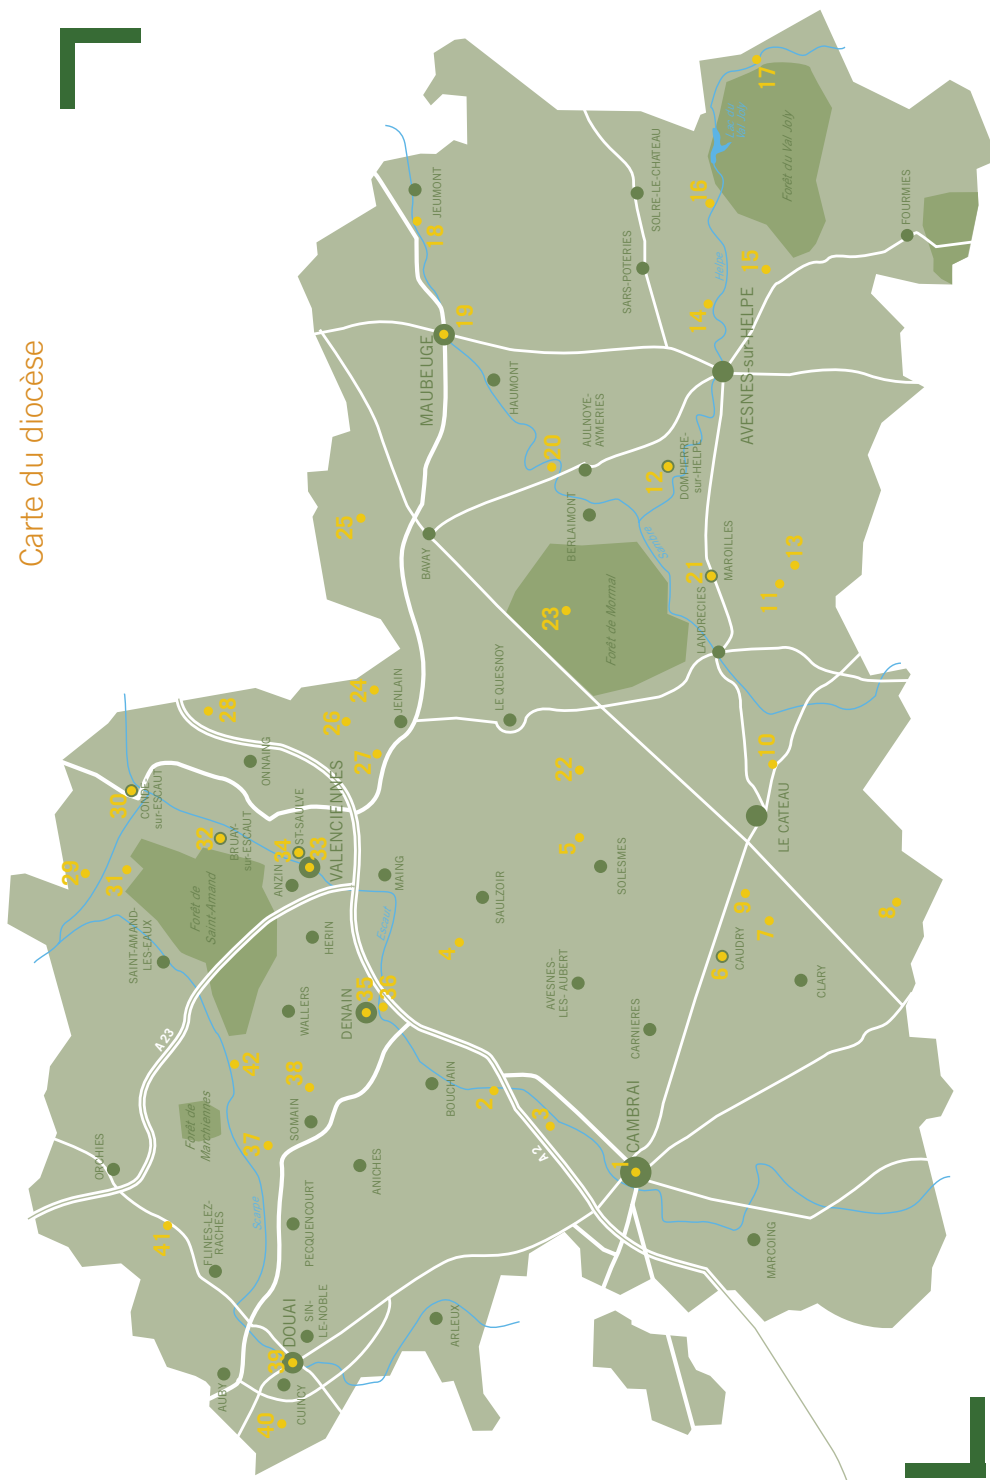 Carte du diocèse
17
Forêt du Val Joly
16
15
14
Helpe
FOURMIES
SOLRE-LE-CHATEAU
SARS-POTERIES
AVESNES-sur-HELPE
JEUMONT
18
19
MAUBEUGE
HAUMONT
20
AULNOYE-
AYMERIES
12
DOMPIERRE-
sur-HELPE
BERLAIMONT
Sambre
21
MAROILLES
13
11
LANDRECIES
25
BAVAY
23
Forêt de Mormal
LE QUESNOY
24
JENLAIN
26
27
28
ONNAING
VALENCIENNES
30
CONDE-
sur-ESCAUT
32
BRUAY-
sur-ESCAUT
34
ST-SAULVE
33
ANZIN
29
31
Forêt de
Saint-Amand
SAINT-AMAND-
LES-EAUX
HERIN
MAING
Escaut
22
5
SOLESMES
SAULZOIR
4
10
LE CATEAU
9
7
8
6
CAUDRY
CLARY
AVESNES-
LES- AUBERT
CARNIERES
WALLERS
DENAIN
35
36
A 23
42
38
BOUCHAIN
2
3
A 2
1
CAMBRAI
MARCOING
Forêt de
Marchiennes
37
SOMAIN
ANICHES
ORCHIES
41
FLINES-LEZ-
RACHES
Scarpe
PECQUENCOURT
DOUAI
SIN-
LE-NOBLE
39
ARLEUX
AUBY
CUINCY
40